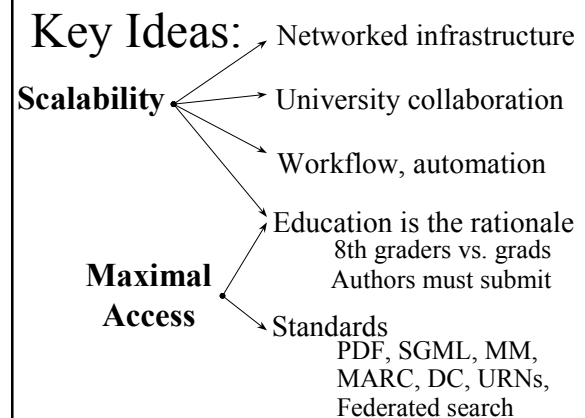 Key Ideas:
Networked infrastructure
Scalability
University collaboration
Workflow, automation
Education is the rationale
8th graders vs. grads
Authors must submit
Maximal
Access
Standards
PDF, SGML, MM,
MARC, DC, URNs,
Federated search